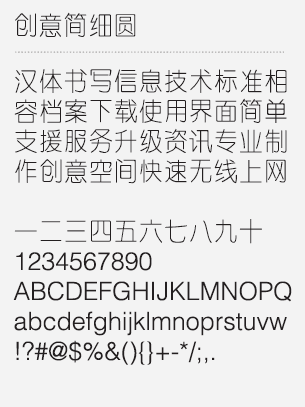 创意简细圆
汉体书写信息技术标准相
容档案下载使用界面简单
支援服务升级资讯专业制
作创意空间快速无线上网
一二三四五六七八九十
1234567890
ABCDEFGHIJKLMNOPQ
abcdefghijklmnopqrstuvw
!?#@$%&(){}+-*/;,.